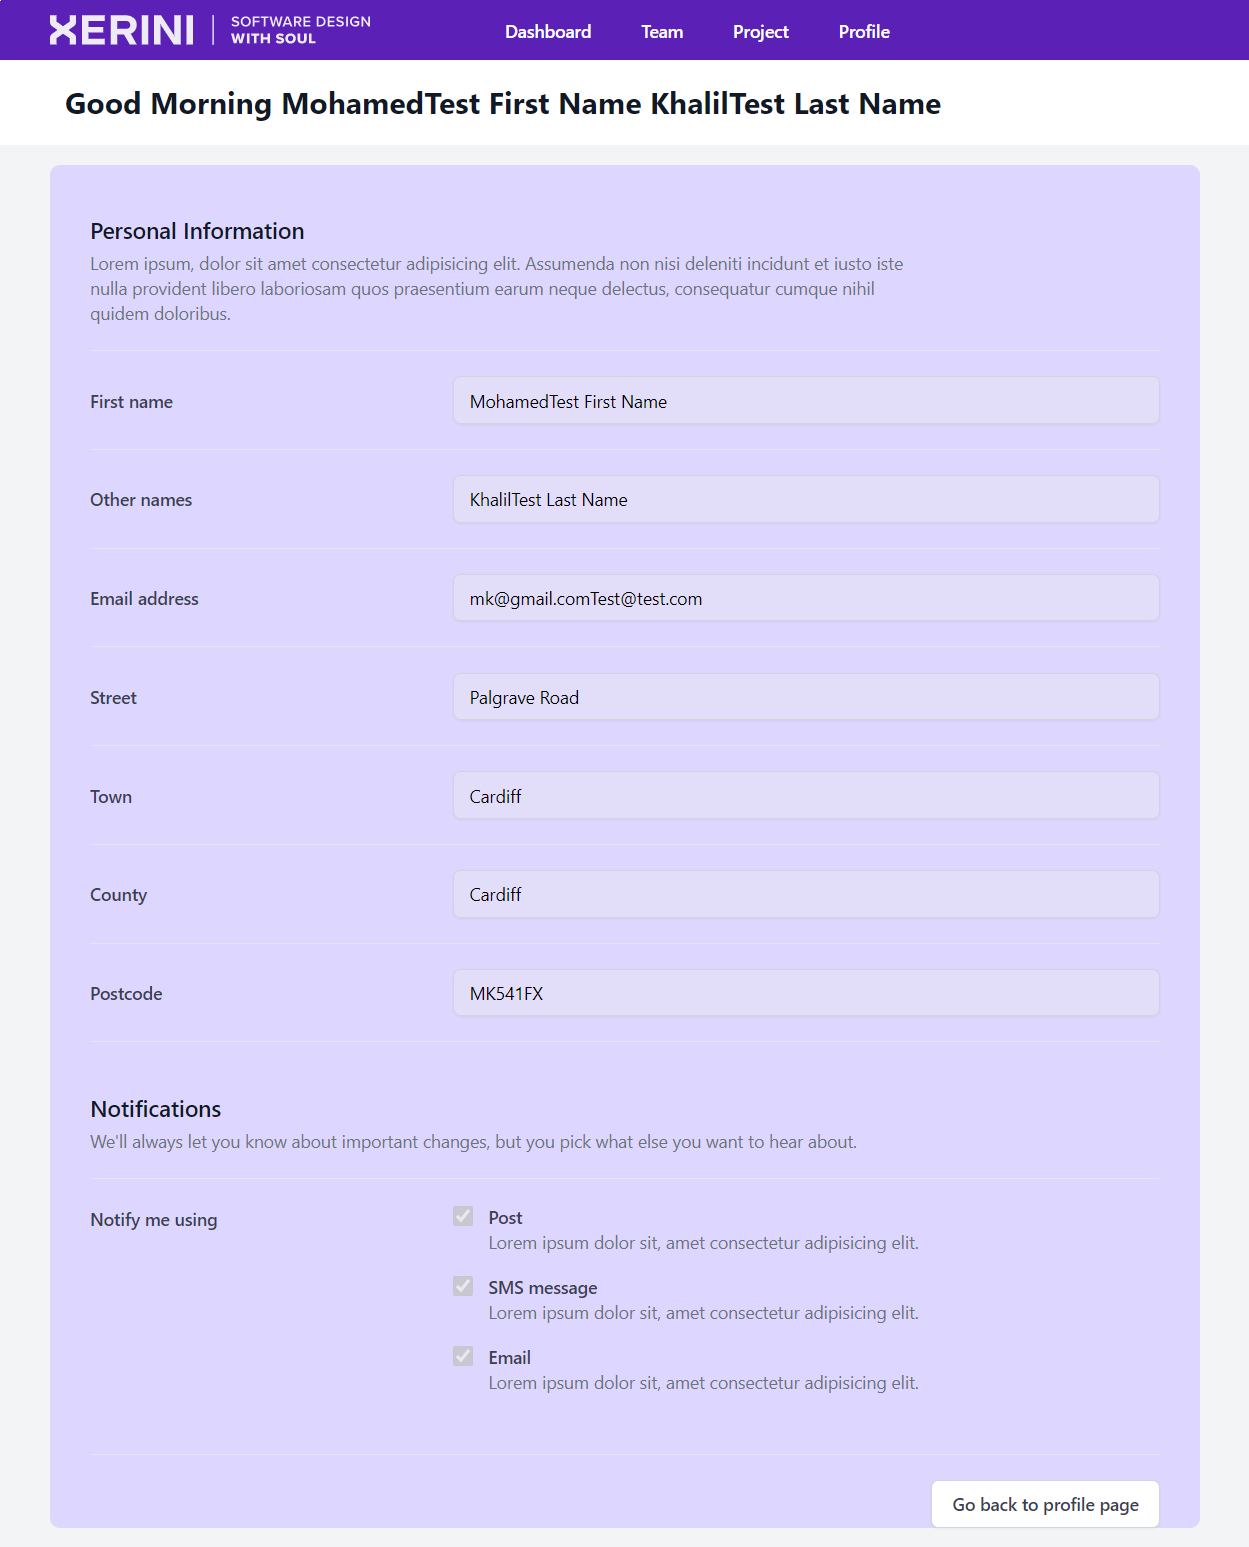 XERINI
SOFTWARE DESIGN
WITH SOUL
Dashboard
Team
Project
Profile
Good Morning MohamedTest First Name KhalilTest Last Name
Personal Information
Lorem ipsum, dolor sit amet consectetur adipisicing elit. Assumenda non nisi deleniti incidunt et iusto iste
nulla provident libero laboriosam quos praesentium earum neque delectus, consequatur cumque nihil
quidem doloribus.
First name
MohamedTest First Name
Other names
KhalilTest Last Name
Email address
mk@gmail.comTest@test.com
Street
Palgrave Road
Town
Cardiff
County
Cardiff
Postcode
MK541FX
Notifications
We'll always let you know about important changes, but you pick what else you want to hear about.
Notify me using
Post
Lorem ipsum dolor sit, amet consectetur adipisicing elit.
SMS message
Lorem ipsum dolor sit, amet consectetur adipisicing elit.
Email
Lorem ipsum dolor sit, amet consectetur adipisicing elit.
Go back to profile page